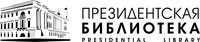 ПРЕЗИДЕНТСКАЯ
БИБЛИОТЕКА
PRESIDENTIAL LIBRARY